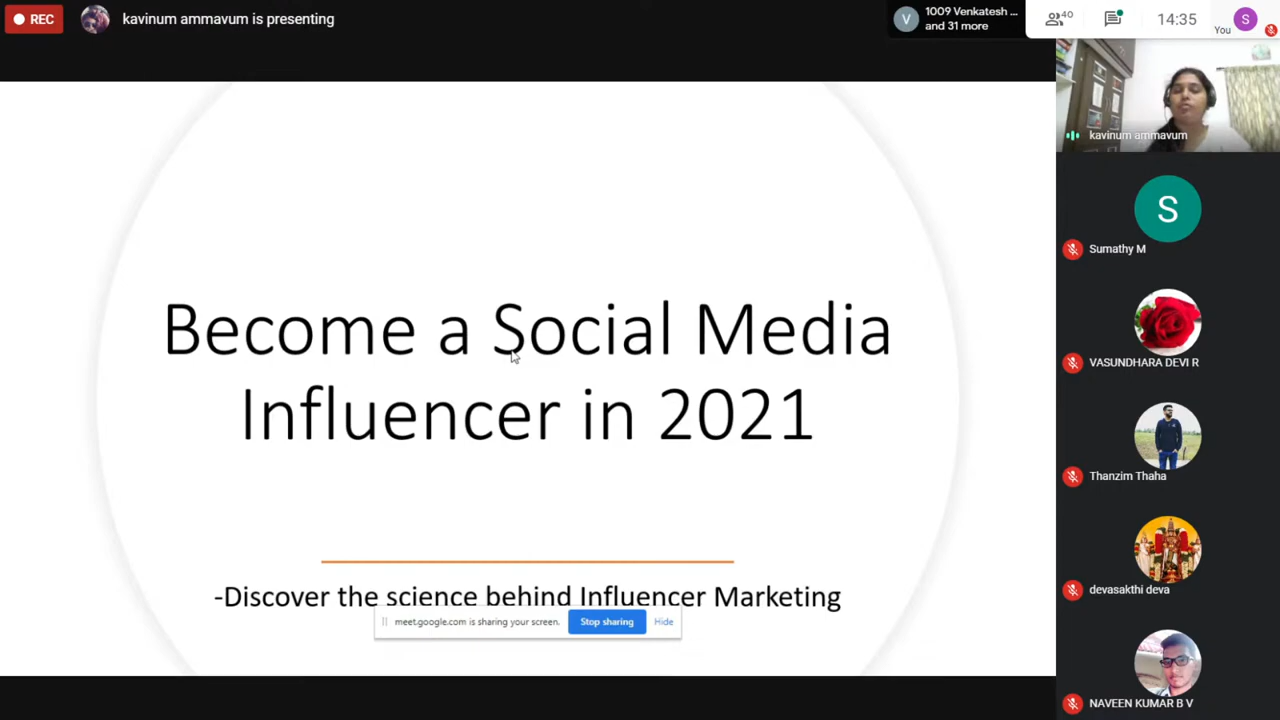 REC
kavinum ammavum is presenting
V
1009 Venkatesh ...
and 31 more
40
14:35
You
S
kavinum ammavum
S
Sumathy M
VASUNDHARA DEVI R
Thanzim Thaha
devasakthi deva
NAVEEN KUMAR B V
Become a Social Media
Influencer in 2021
-Discover the science behind Influencer Marketing
meet.google.com is sharing your screen.
Stop sharing
Hide